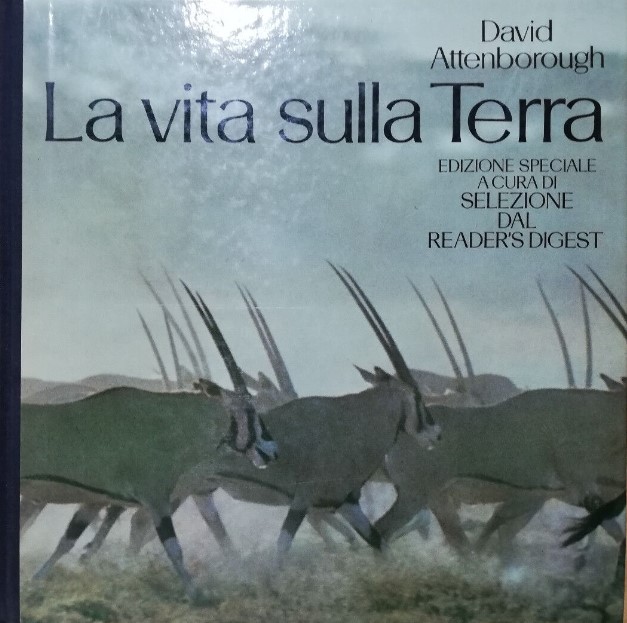 David
Attenborough
La vita sulla Terra
EDIZIONE SPECIALE
A CURA DI
SELEZIONE
DAL
READER'S DIGEST